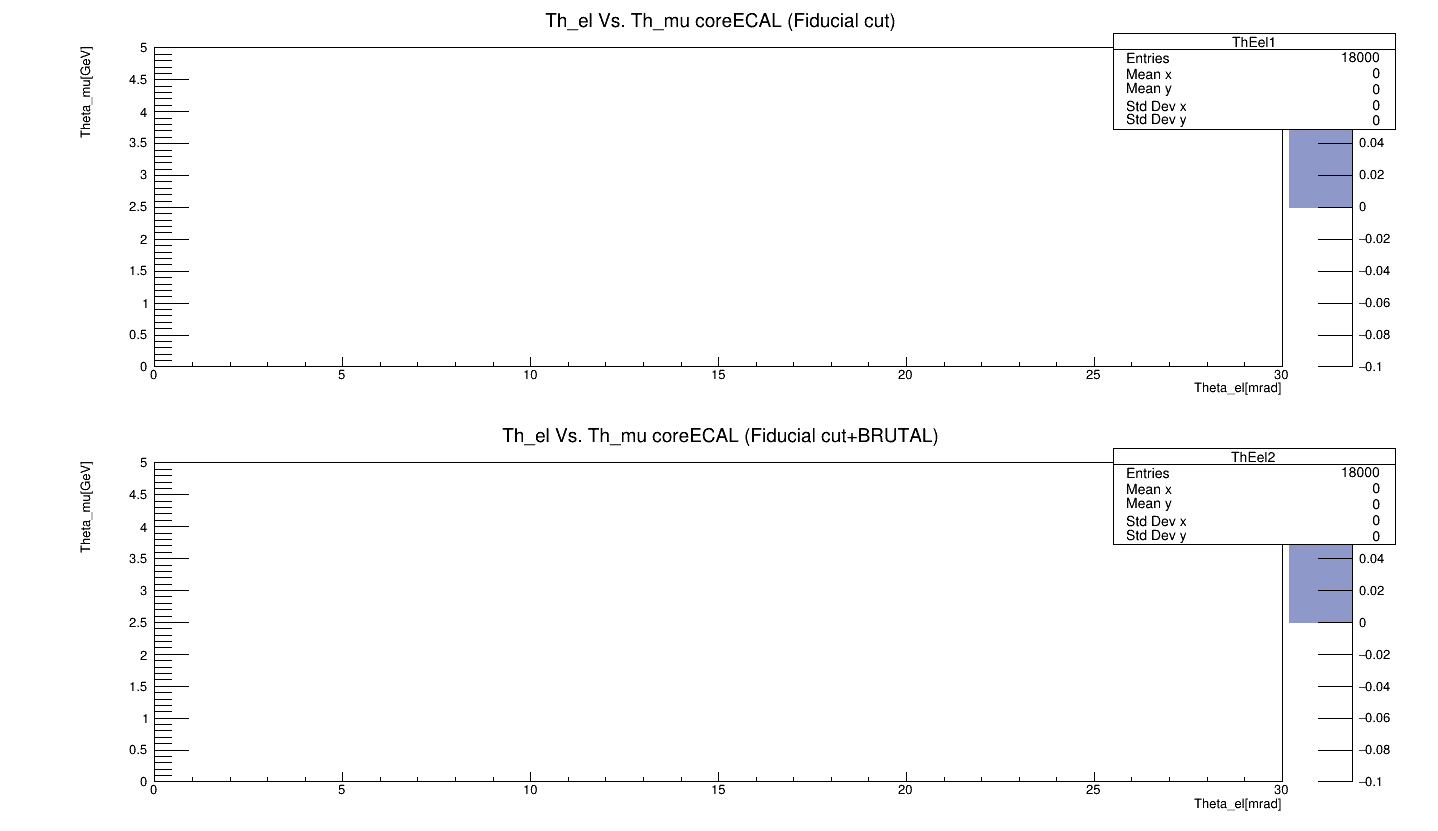 Th_el Vs. Th_mu coreECAL (Fiducial cut)
ThEel1
Entries 18000
Mean x 0
Mean y 0
Std Dev x 0
Std Dev y 0
Theta_mu[GeV]
5
4.5
4
3.5
3
2.5
2
1.5
1
0.5
0
0 5 10 15 20 25 30
Theta_el[mrad]
0.04
0.02
0
−0.02
−0.04
−0.06
−0.08
−0.1
Th_el Vs. Th_mu coreECAL (Fiducial cut+BRUTAL)
ThEel2
Entries 18000
Mean x 0
Mean y 0
Std Dev x 0
Std Dev y 0
Theta_mu[GeV]
5
4.5
4
3.5
3
2.5
2
1.5
1
0.5
0
0 5 10 15 20 25 30
Theta_el[mrad]
0.04
0.02
0
−0.02
−0.04
−0.06
−0.08
−0.1